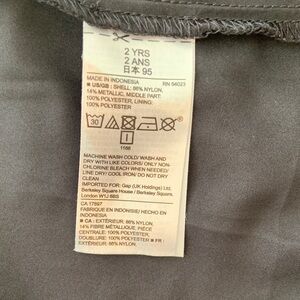 2 YRS
2 ANS
日本 95
MADE IN INDONESIA
RN 54023
■ US/GB : SHELL: 86% NYLON,
14% METALLIC, MIDDLE PART:
100% POLYESTER, LINING:
100% POLYESTER
30
1158
MACHINE WASH COLD/ WASH AND
DRY WITH LIKE COLORS/ ONLY NON-
CHLORINE BLEACH WHEN NEEDED/
LINE DRY/ COOL IRON/ DO NOT DRY
CLEAN
IMPORTED FOR: Gap (UK Holdings) Ltd.
Berkeley Square House / Berkeley Square
London W1J 6BS
CA 17897
FABRIQUE EN INDONÉSIE/ HECHO EN
INDONESIA
■ CA : EXTÉRIEUR: 86% NYLON,
14% FIBRE MÉTALLIQUE, PIÈCE
CENTRALE: 100% POLYESTER,
DOUBLURE: 100% POLYESTER ■ FR :
EXTÉRIEUR: 86% NYLON,